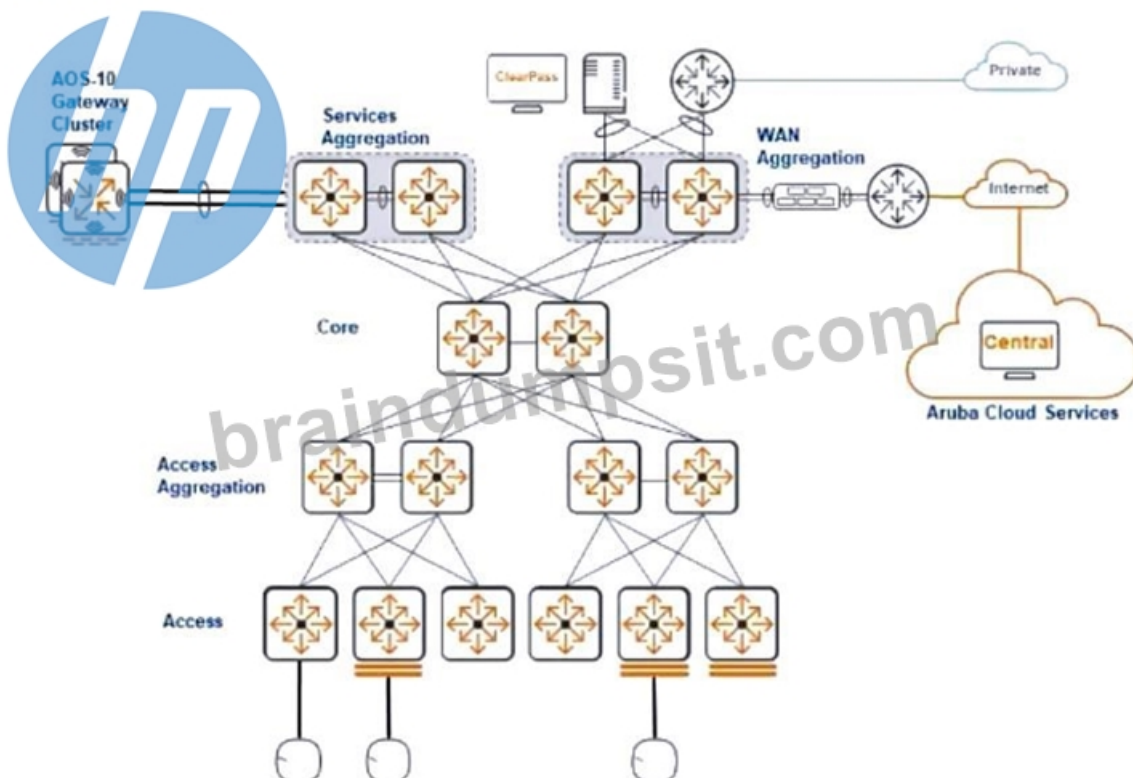 AOS-10
Gateway
Cluster
hp
Services
Aggregation
ClearPass
WAN
Aggregation
Private
Internet
Core
Central
Aruba Cloud Services
braindumpsit.com
Access
Aggregation
Access